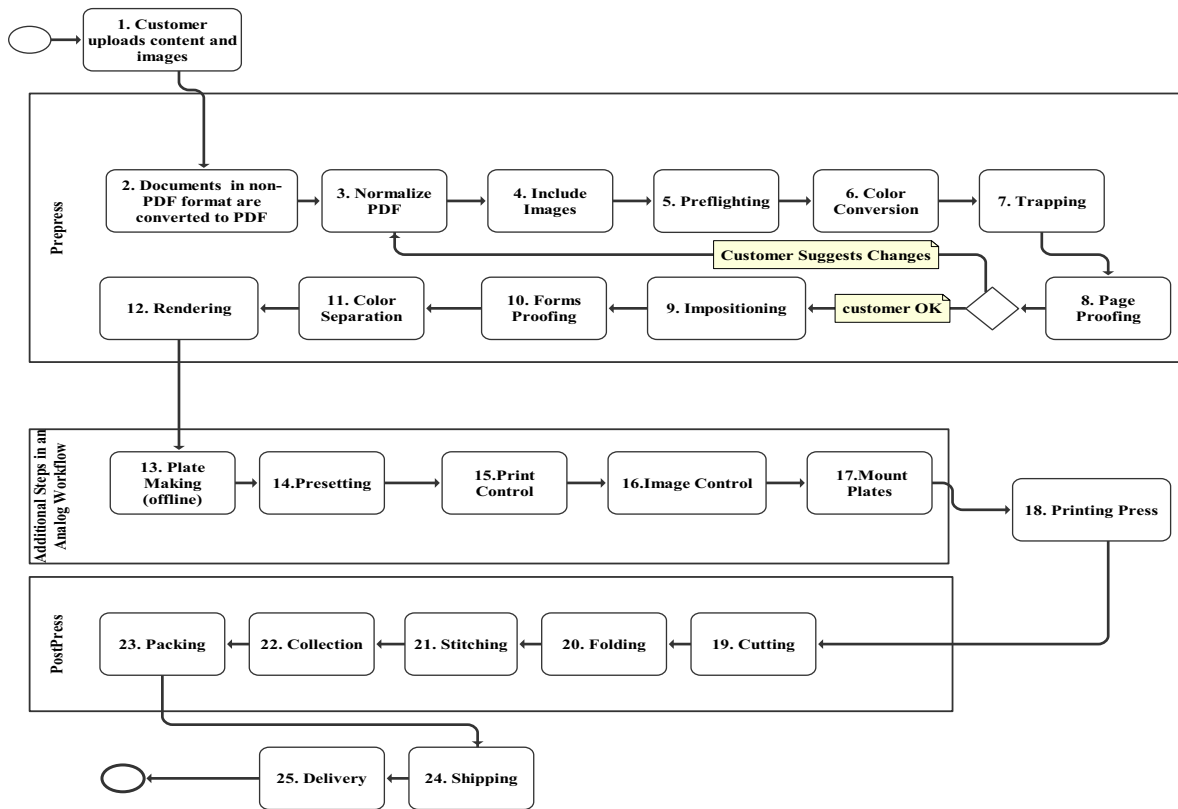 1. Customer
uploads content and
images
Prepress
2. Documents in non-
PDF format are
converted to PDF
3. Normalize
PDF
4. Include
Images
5. Preflighting
6. Color
Conversion
7. Trapping
Customer Suggests Changes
8. Page
Proofing
customer OK
9. Impositioning
10. Forms
Proofing
11. Color
Separation
12. Rendering
Additional Steps in an
Analog Workflow
13. Plate
Making
(offline)
14.Presetting
15.Print
Control
16.Image Control
17.Mount
Plates
18. Printing Press
PostPress
19. Cutting
20. Folding
21. Stitching
22. Collection
23. Packing
24. Shipping
25. Delivery